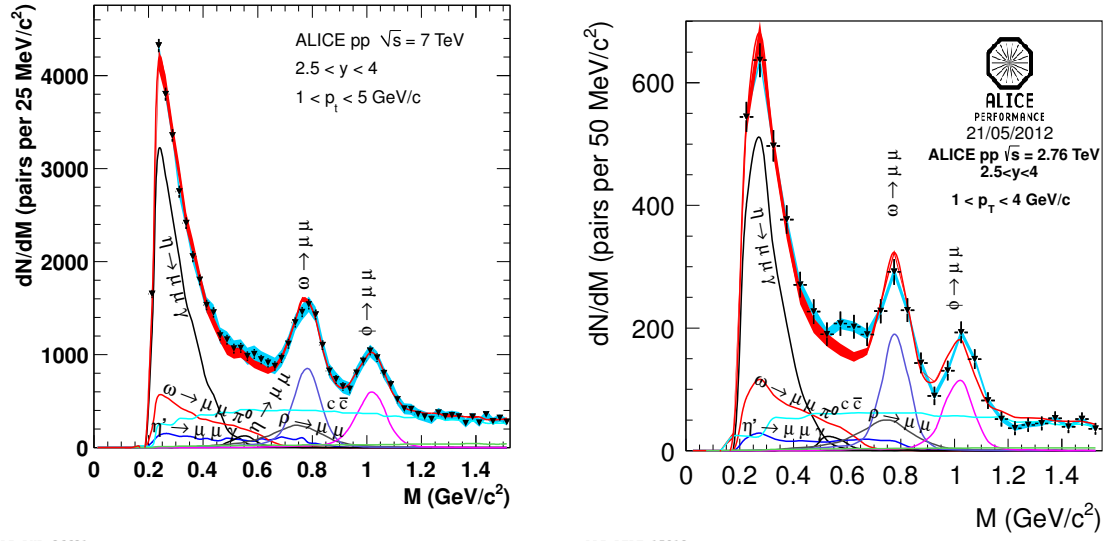 dN/dM (pairs per 25 MeV/c²)
4000
3000
2000
1000
0
ALICE pp √s = 7 TeV
2.5 < y < 4
1 < pₜ < 5 GeV/c
η → μ μ γ
ω → μ μ
ϕ → μ μ
ω → μ μ π⁰
η' → μ μ γ
η → μ μ
ρ → μ μ
c c̅
0 0.2 0.4 0.6 0.8 1 1.2 1.4
M (GeV/c²)
dN/dM (pairs per 50 MeV/c²)
600
400
200
0
ALICE
PERFORMANCE
21/05/2012
ALICE pp √s = 2.76 TeV
2.5<y<4
1 < p_T < 4 GeV/c
η → μ μ γ
ω → μ μ
ϕ → μ μ
ω → μ μ π⁰
c c̅
η' → μ μ γ
ρ → μ μ
0 0.2 0.4 0.6 0.8 1 1.2 1.4
M (GeV/c²)